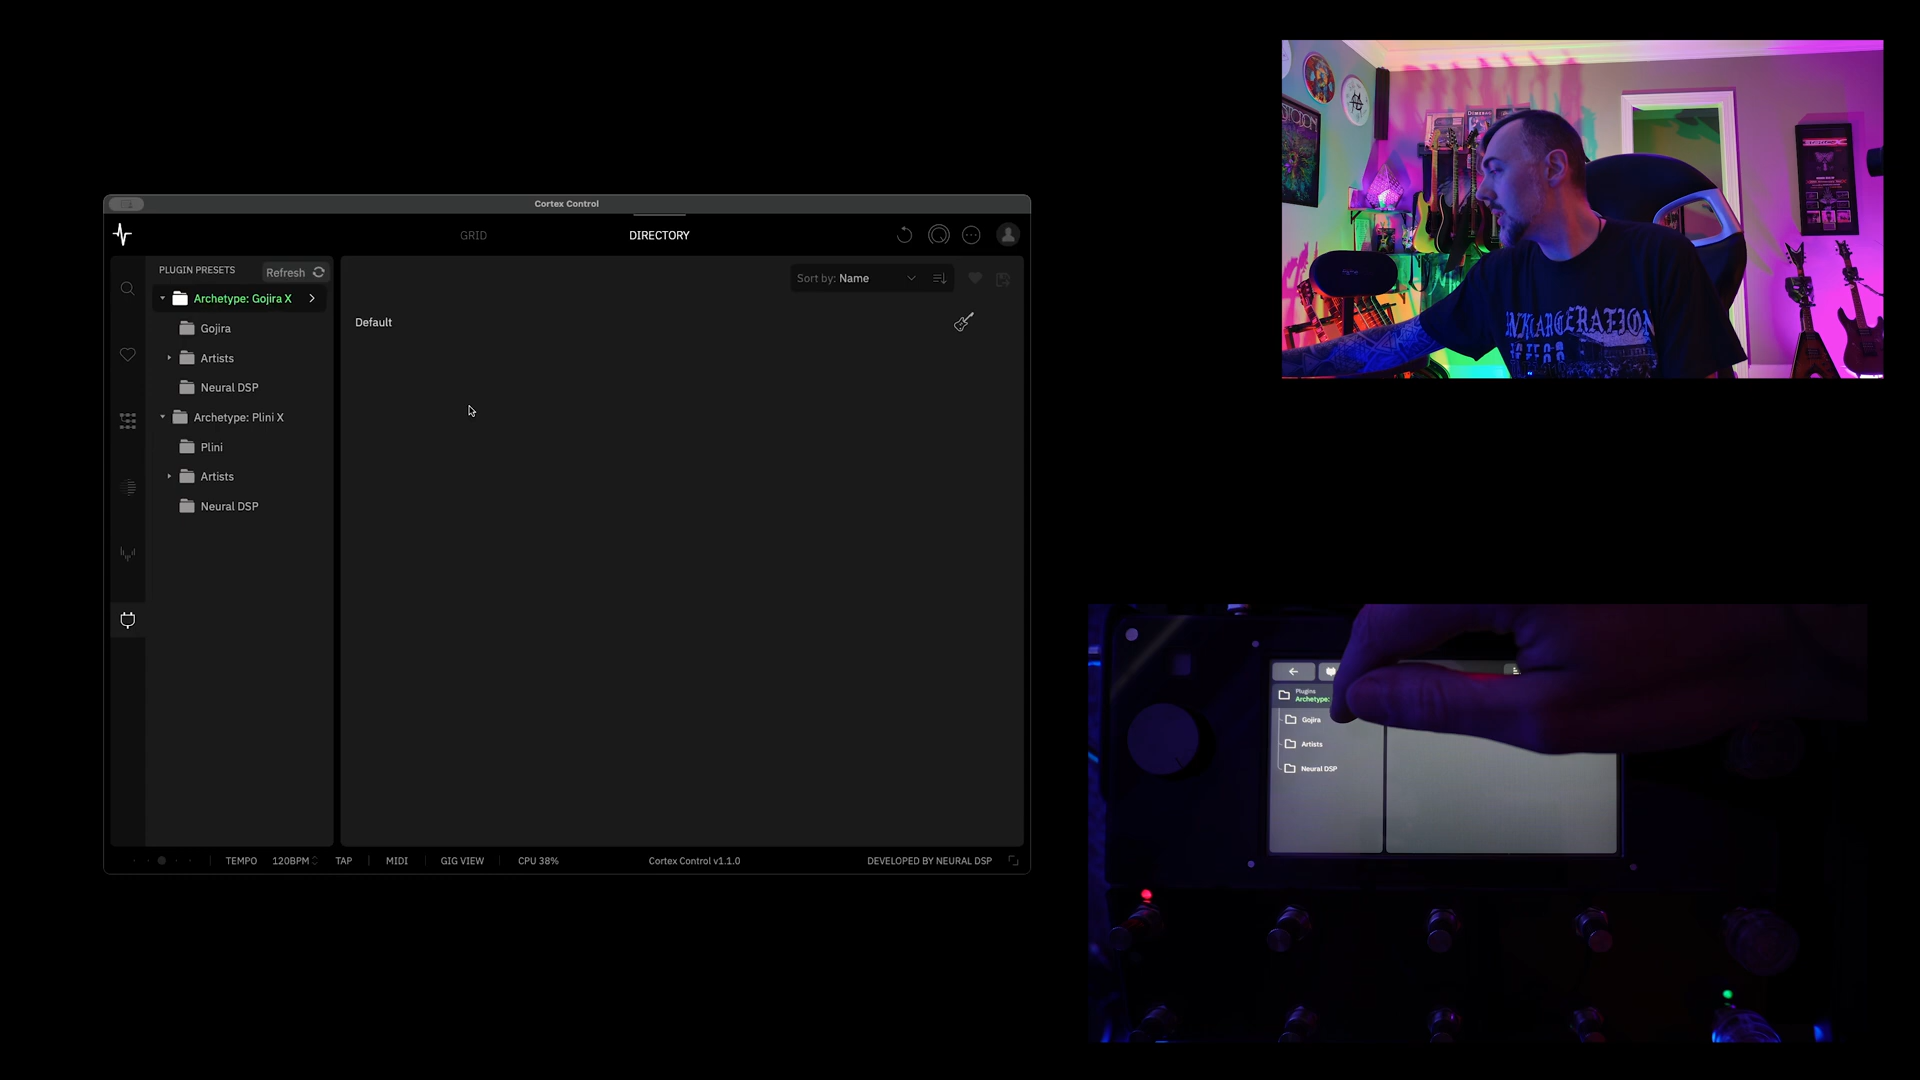 Cortex Control
GRID
DIRECTORY
PLUGIN PRESETS
Refresh
Sort by: Name
Archetype: Gojira X
Gojira
Artists
Neural DSP
Archetype: Plini X
Plini
Artists
Neural DSP
Default
TEMPO
120BPM
TAP
MIDI
GIG VIEW
CPU 38%
Cortex Control v1.1.0
DEVELOPED BY NEURAL DSP
Plugins
Archetype:
Gojira
Artists
Neural DSP